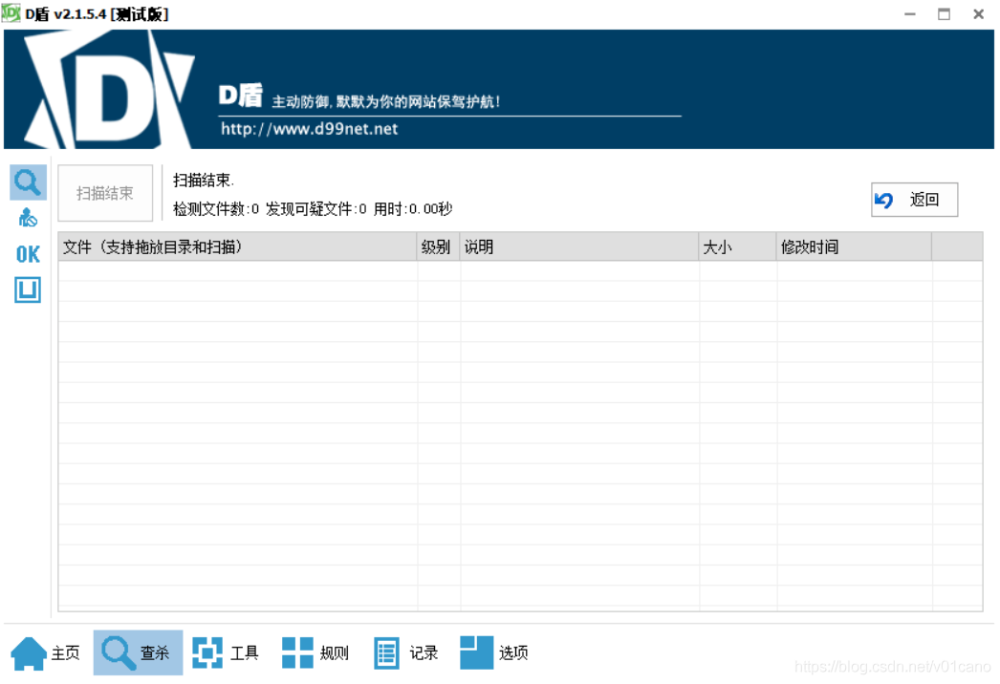 D盾 v2.1.5.4 [测试版]
D盾 主动防御,默默为你的网站保驾护航!
http://www.d99net.net
扫描结束
扫描结束.
检测文件数:0 发现可疑文件:0 用时:0.00秒
返回
OK
文件（支持拖放目录和扫描） 级别 说明 大小 修改时间
主页 查杀 工具 规则 记录 选项
https://blog.csdn.net/v01cano